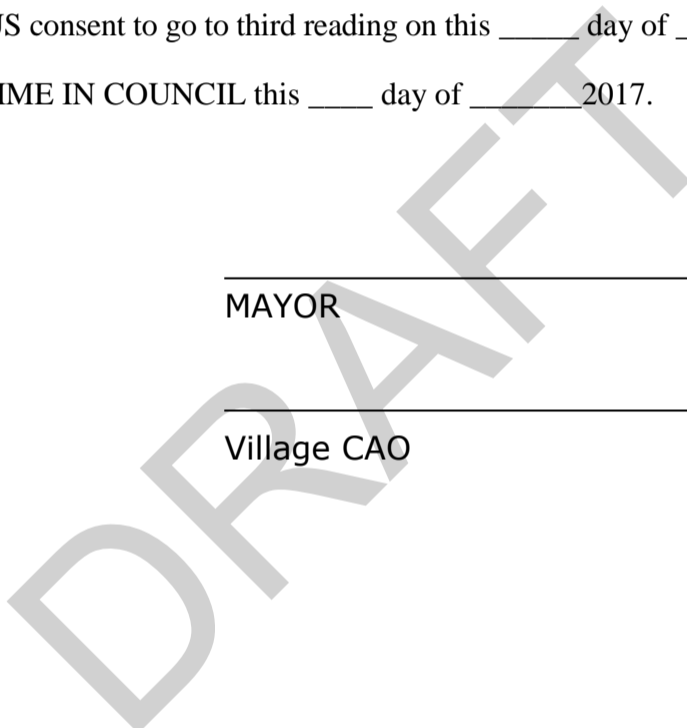 US consent to go to third reading on this _____ day of _
IME IN COUNCIL this ____ day of _______2017.
MAYOR
Village CAO
DRAFT